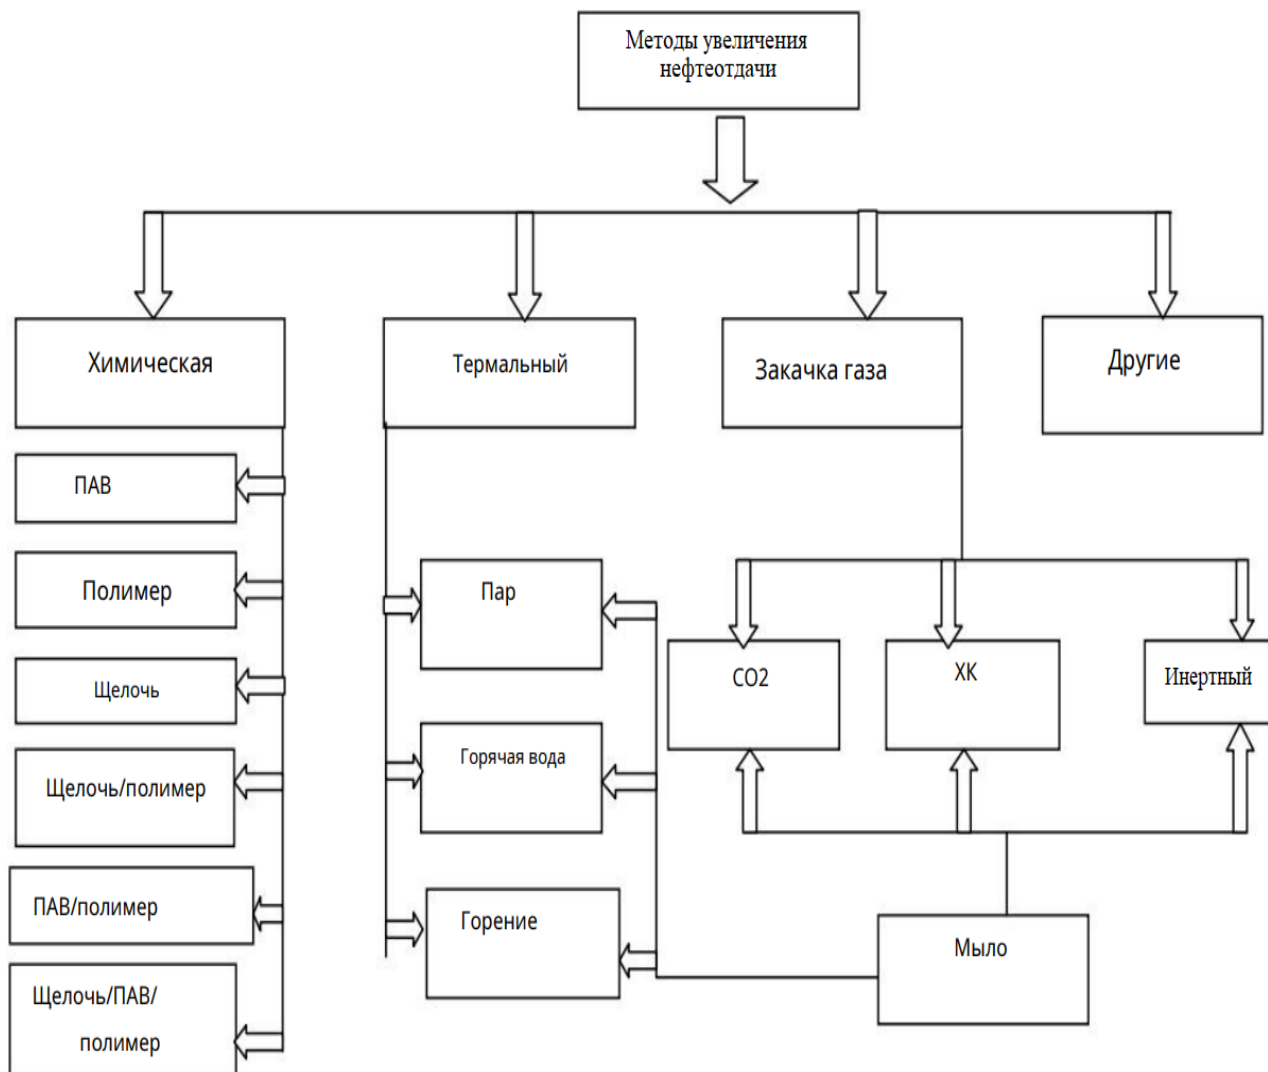 Методы увеличения
нефтеотдачи
Химическая
Термальный
Закачка газа
Другие
ПАВ
Полимер
Щелочь
Щелочь/полимер
ПАВ/полимер
Щелочь/ПАВ/
полимер
Пар
Горячая вода
Горение
CO2
ХК
Инертный
Мыло